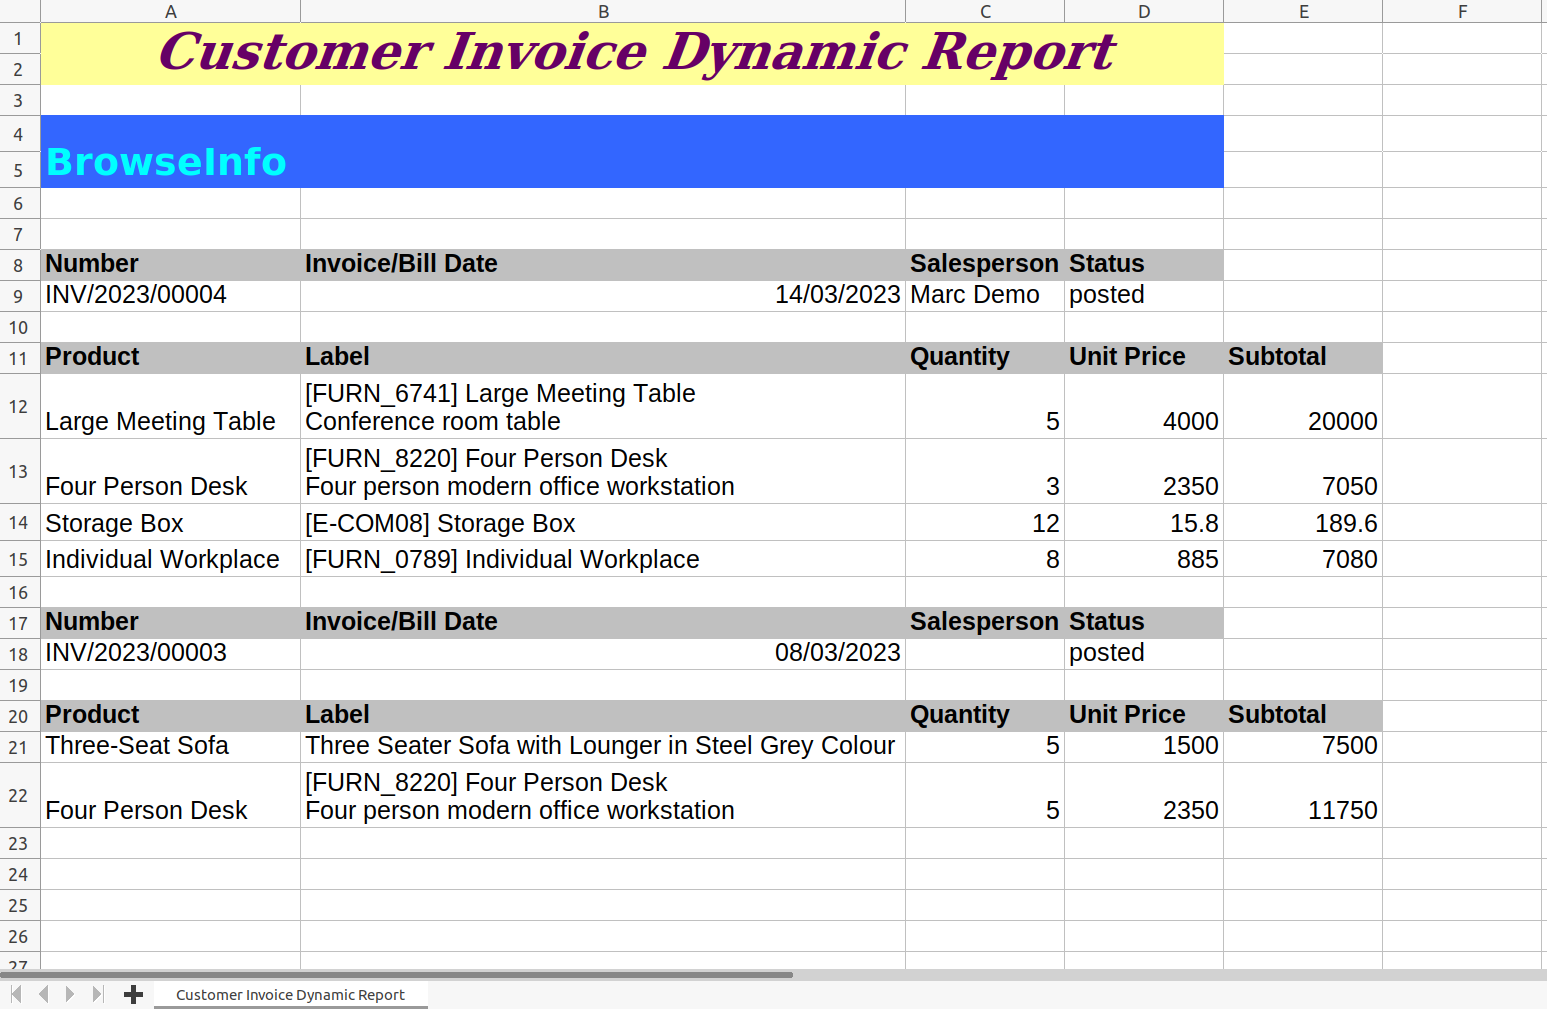 A B C D E F
1 Customer Invoice Dynamic Report
2
3
4
5 BrowseInfo
6
7
8 Number Invoice/Bill Date Salesperson Status
9 INV/2023/00004 14/03/2023 Marc Demo posted
10
11 Product Label Quantity Unit Price Subtotal
[FURN_6741] Large Meeting Table
12 Large Meeting Table Conference room table 5 4000 20000
[FURN_8220] Four Person Desk
13 Four Person Desk Four person modern office workstation 3 2350 7050
14 Storage Box [E-COM08] Storage Box 12 15.8 189.6
15 Individual Workplace [FURN_0789] Individual Workplace 8 885 7080
16
17 Number Invoice/Bill Date Salesperson Status
18 INV/2023/00003 08/03/2023 posted
19
20 Product Label Quantity Unit Price Subtotal
21 Three-Seat Sofa Three Seater Sofa with Lounger in Steel Grey Colour 5 1500 7500
[FURN_8220] Four Person Desk
22 Four Person Desk Four person modern office workstation 5 2350 11750
23
24
25
26
27
Customer Invoice Dynamic Report